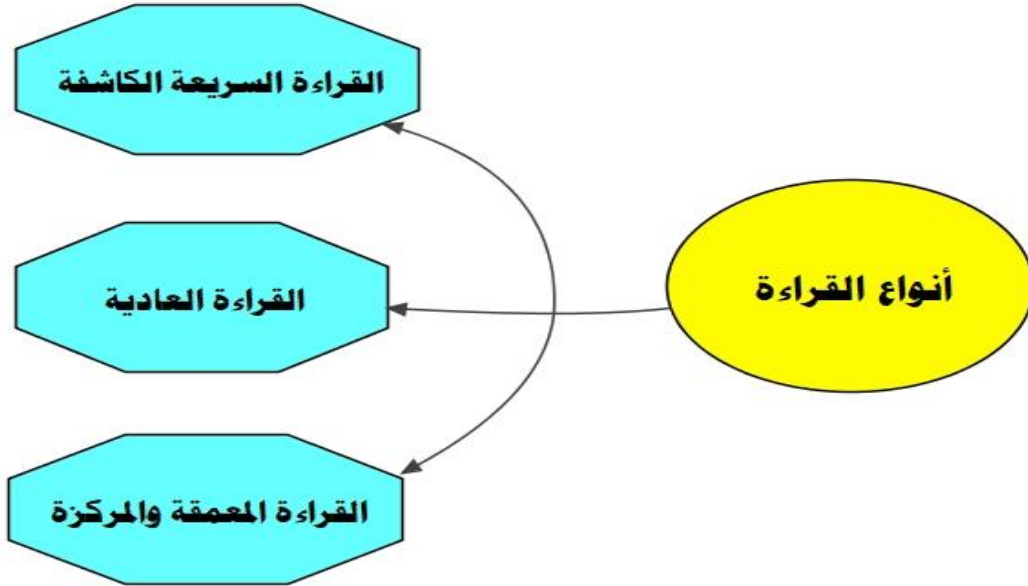 أنواع القراءة
القراءة السريعة الكاشفة
القراءة العادية
القراءة المعمقة والمركزة